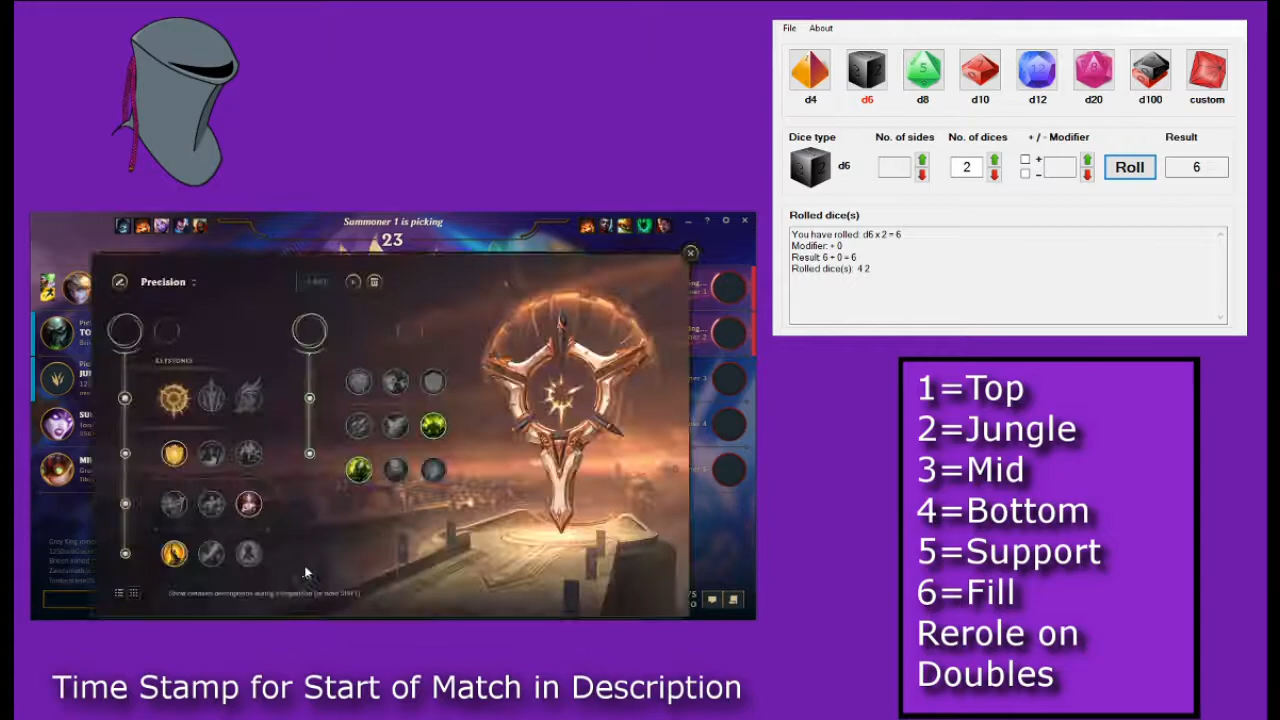 File About
d4 d6 d8 d10 d12 d20 d100 custom
Dice type No. of sides No. of dices + / - Modifier Result
d6 2 + - Roll 6
Rolled dice(s)
You have rolled: d6 x 2 = 6
Modifier: + 0
Result: 6 + 0 = 6
Rolled dice(s): 4 2
Summoner 1 is picking
23
Precision
KEYSTONES
1=Top
2=Jungle
3=Mid
4=Bottom
5=Support
6=Fill
Rerole on
Doubles
Time Stamp for Start of Match in Description